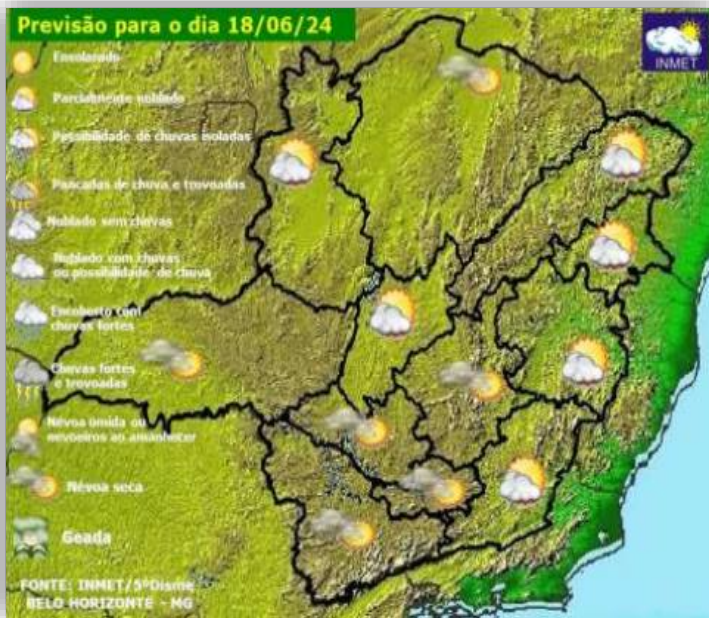 Previsão para o dia 18/06/24
INMET
Ensolarado
Parcialmente nublado
Possibilidade de chuvas isoladas
Pancadas de chuva e trovoadas
Nublado sem chuvas
Nublado com chuvas
ou possibilidade de chuva
Encoberto com
chuvas fortes
Chuvas fortes
e trovoadas
Névoa úmida ou
nevoeiros ao amanhecer
Névoa seca
Geada
FONTE: INMET/5ºDisme
BELO HORIZONTE - MG